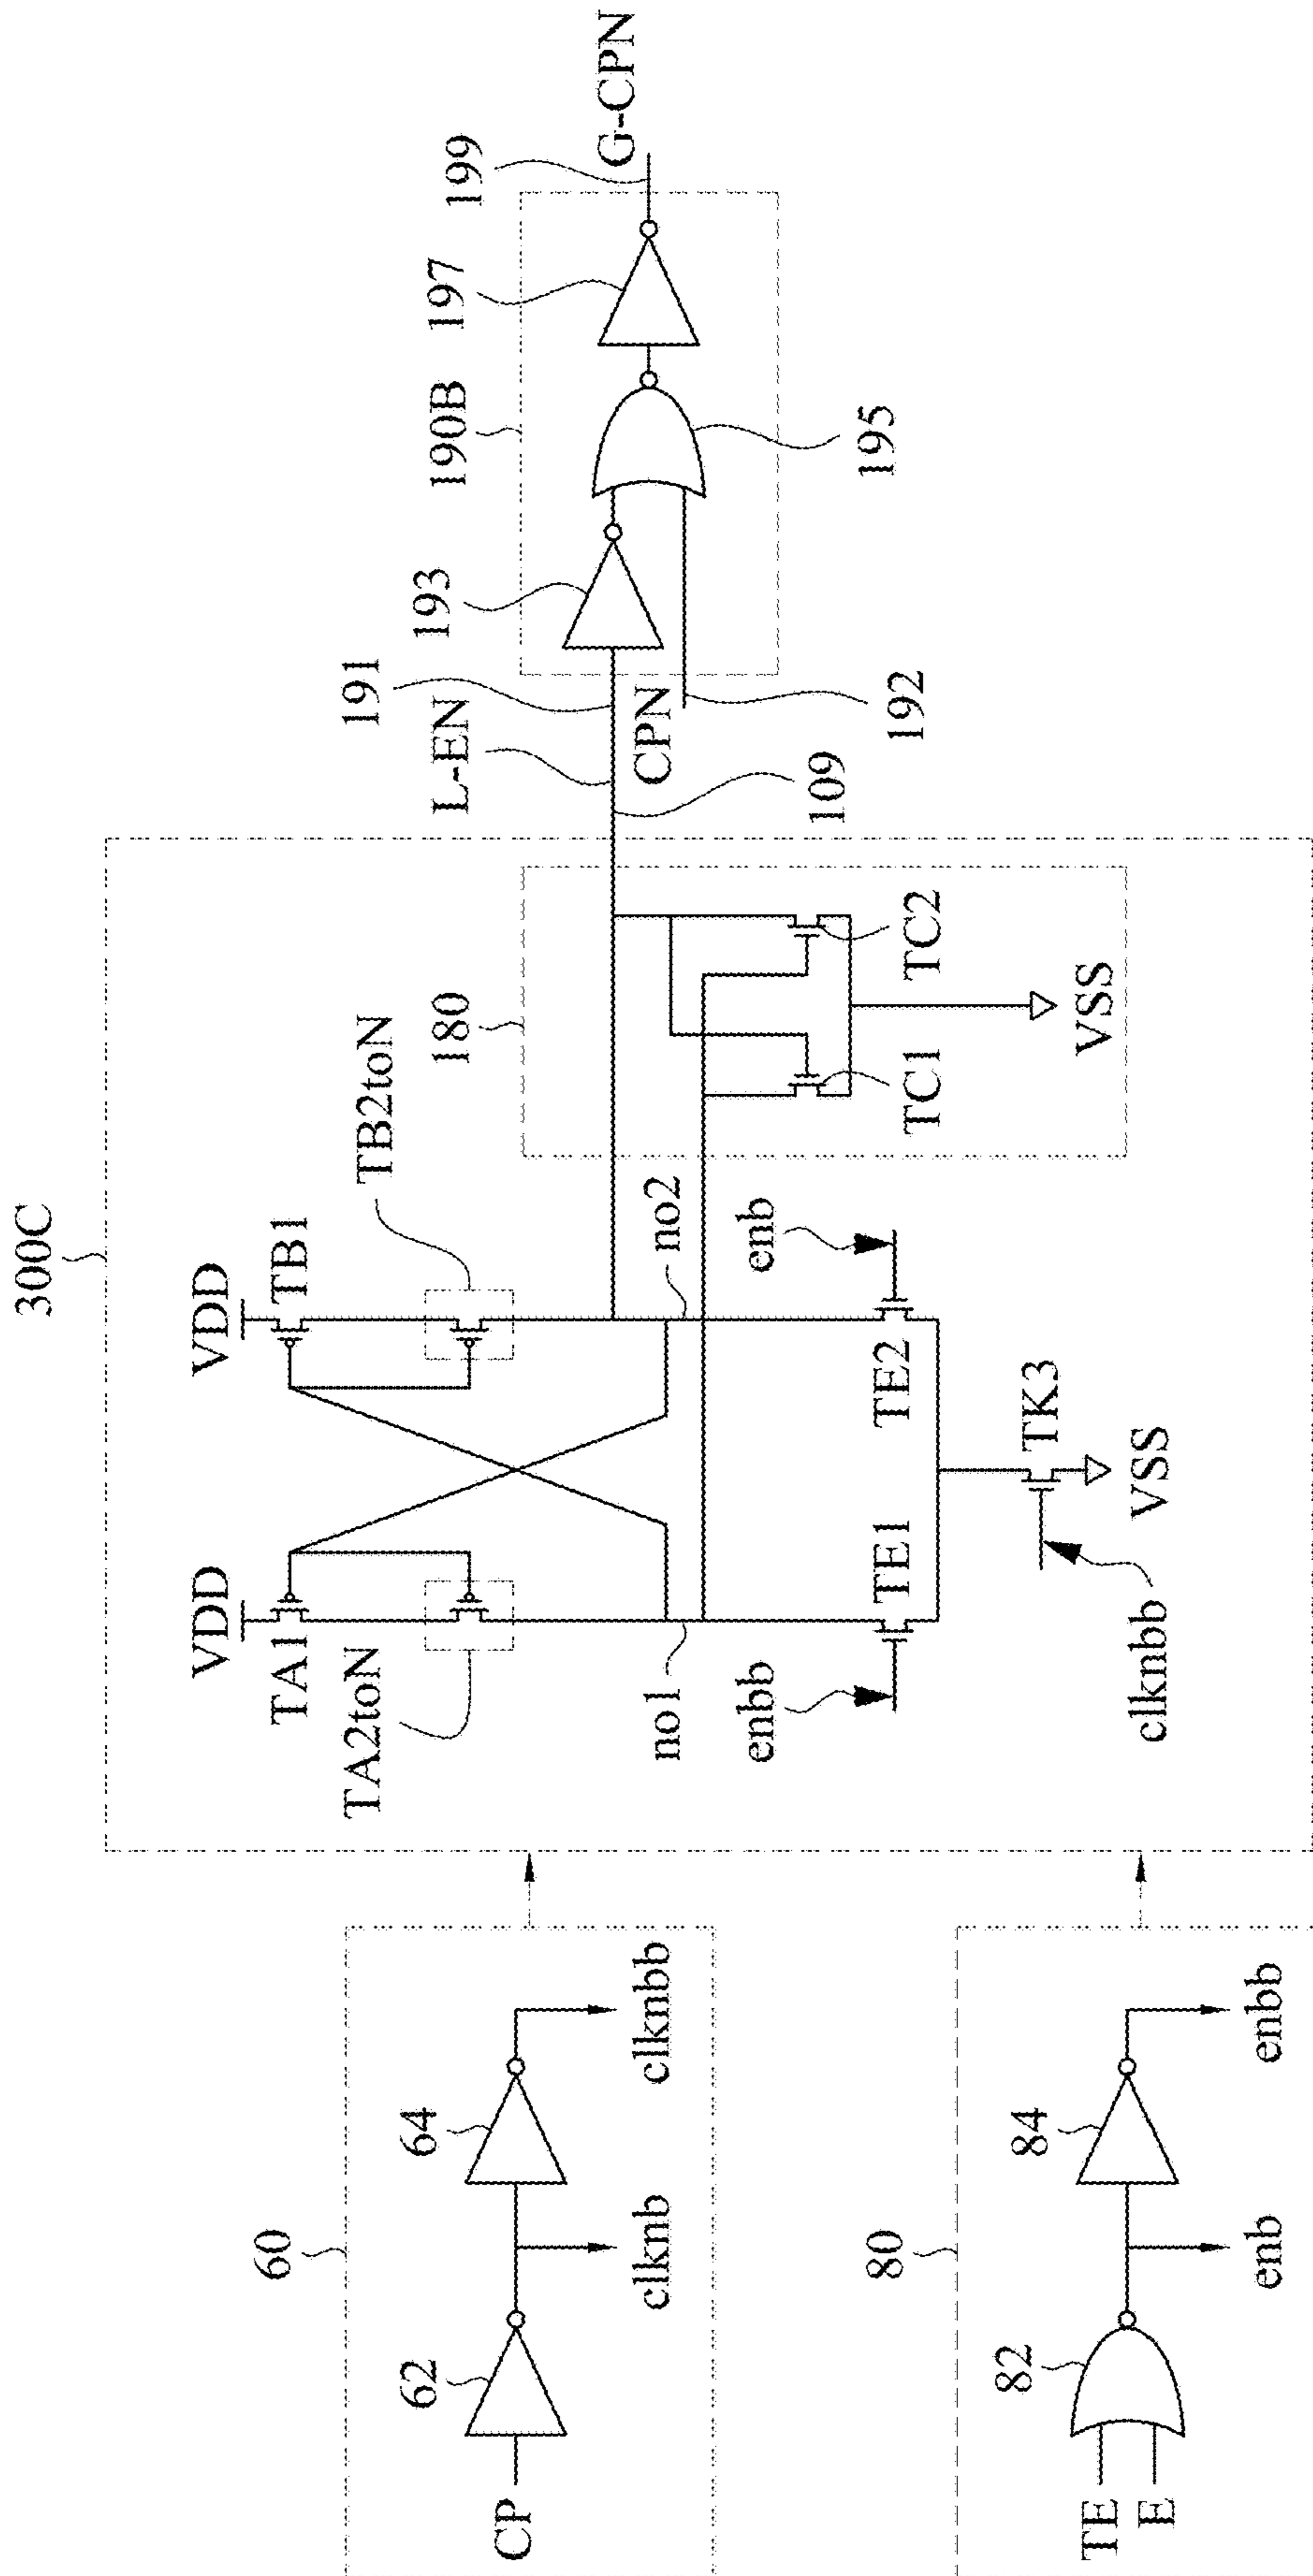 300C
60
62
64
CP
clknb
clknbb
80
82
84
TE
E
enb
enbb
VDD
VDD
TA1
TB1
TA2toN
TB2toN
no1
no2
enbb
enb
TE1
TE2
TK3
clknbb
VSS
180
TC1
TC2
VSS
109
L-EN
191
CPN
192
193
190B
195
197
199
G-CPN